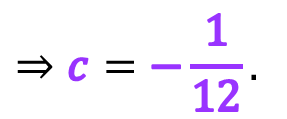 ⇒ c = − 1/12.